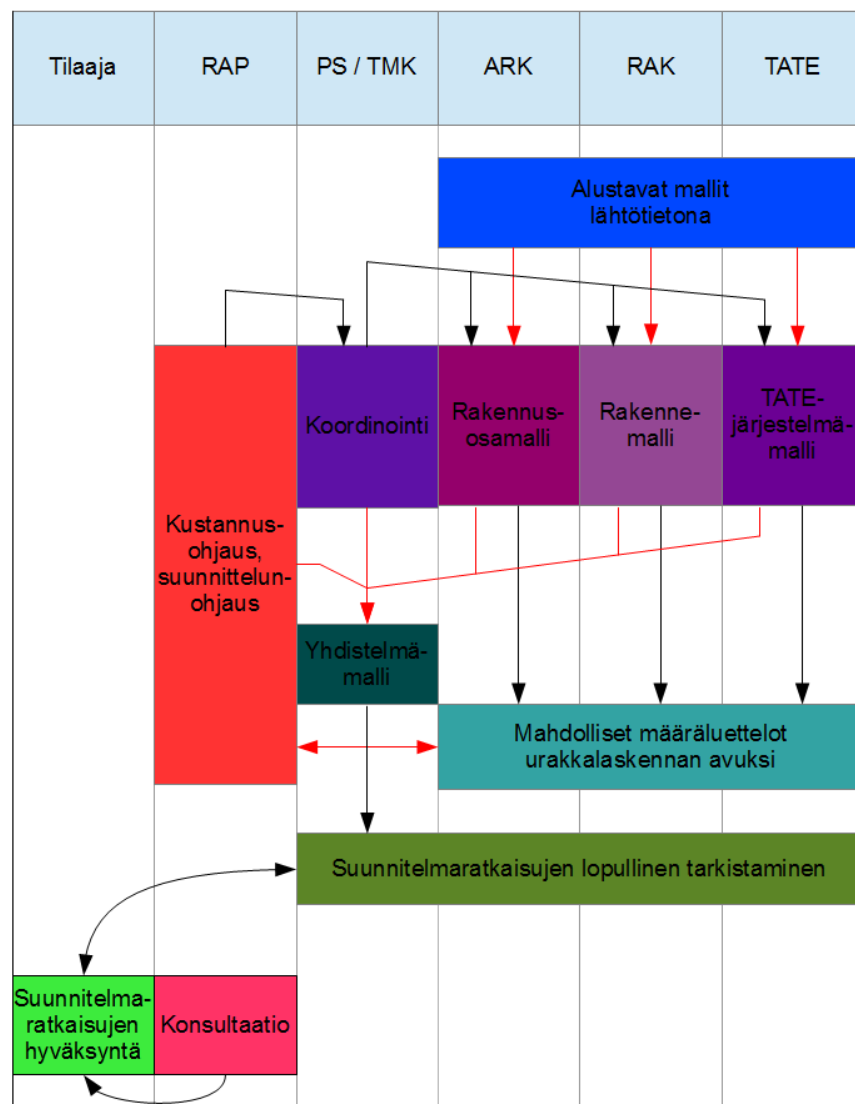 Tilaaja
RAP
PS / TMK
ARK
RAK
TATE
Alustavat mallit
lähtötietona
Koordinointi
Rakennus-
osamalli
Rakenne-
malli
TATE-
järjestelmä-
malli
Kustannus-
ohjaus,
suunnittelun-
ohjaus
Yhdistelmä-
malli
Mahdolliset määräluettelot
urakkalaskennan avuksi
Suunnitelmaratkaisujen lopullinen tarkistaminen
Suunnitelma-
ratkaisujen
hyväksyntä
Konsultaatio